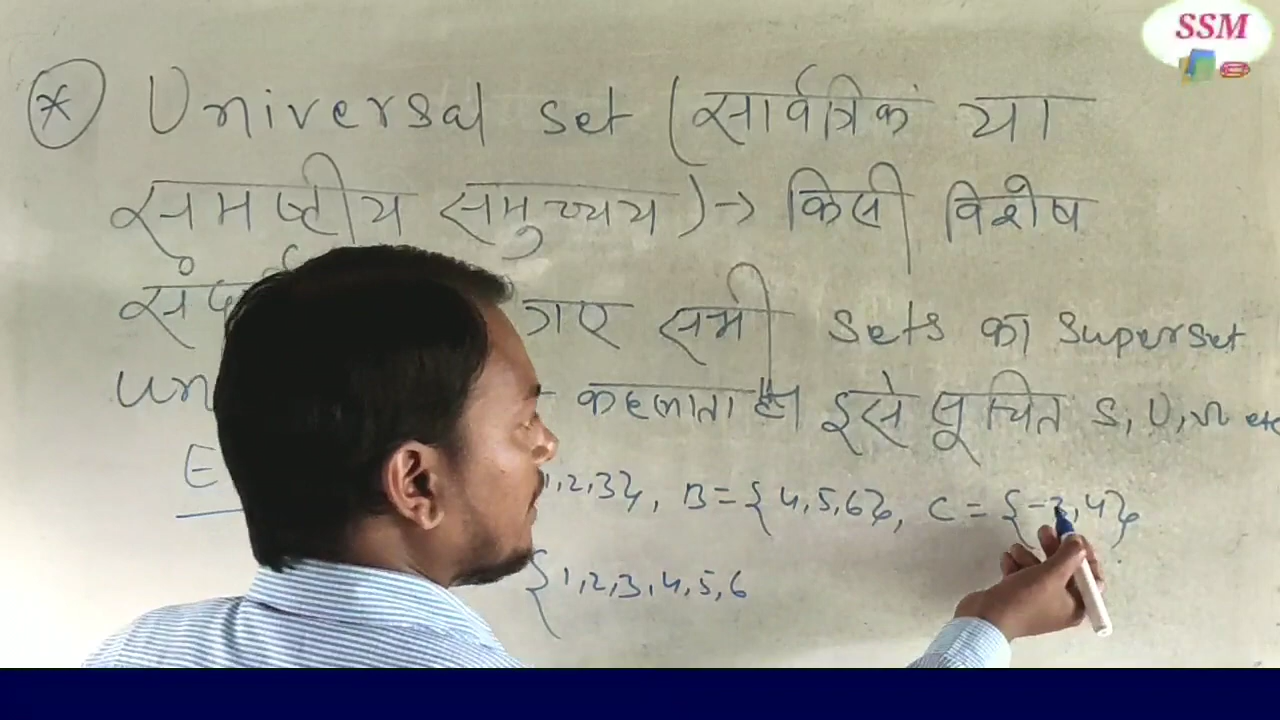 SSM
* Universal set (सार्वत्रिक या
समष्टीय समुच्चय) -> किसी विशेष
गए सभी sets का superset
कहलाता है। इसे सूचित S, U, Ω etc
1,2,3}, B = {4,5,6}, C = {-3,4}
{1,2,3,4,5,6